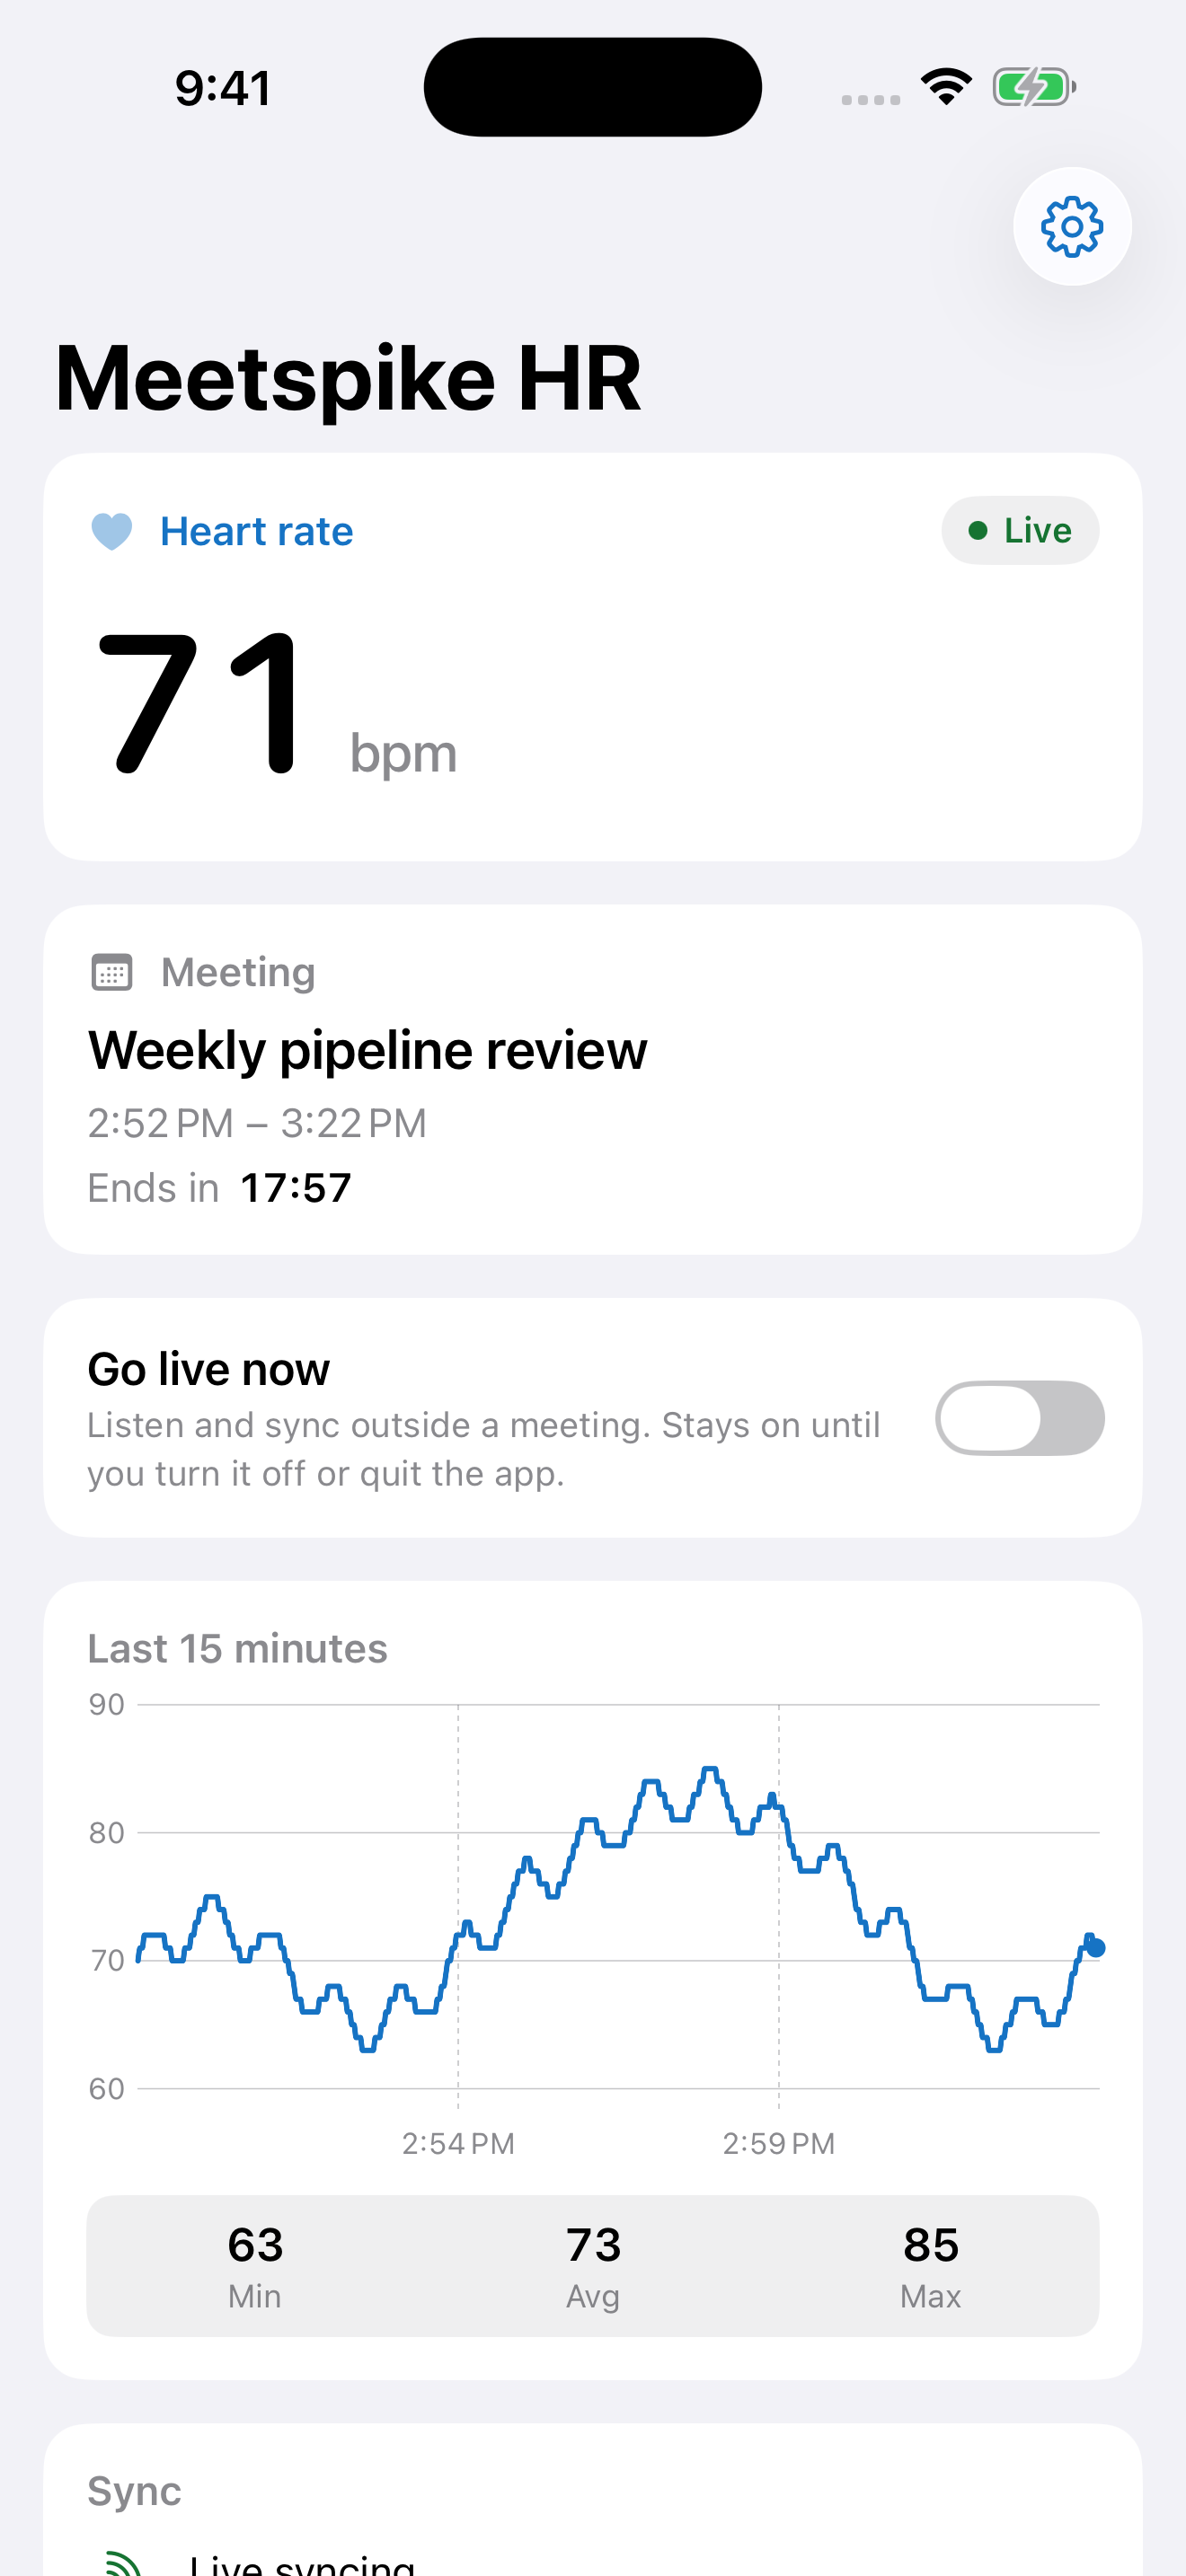 9:41
Meetspike HR
Heart rate
Live
71 bpm
Meeting
Weekly pipeline review
2:52 PM – 3:22 PM
Ends in 17:57
Go live now
Listen and sync outside a meeting. Stays on until
you turn it off or quit the app.
Last 15 minutes
90
80
70
60
2:54 PM 2:59 PM
63 73 85
Min Avg Max
Sync
Live syncing